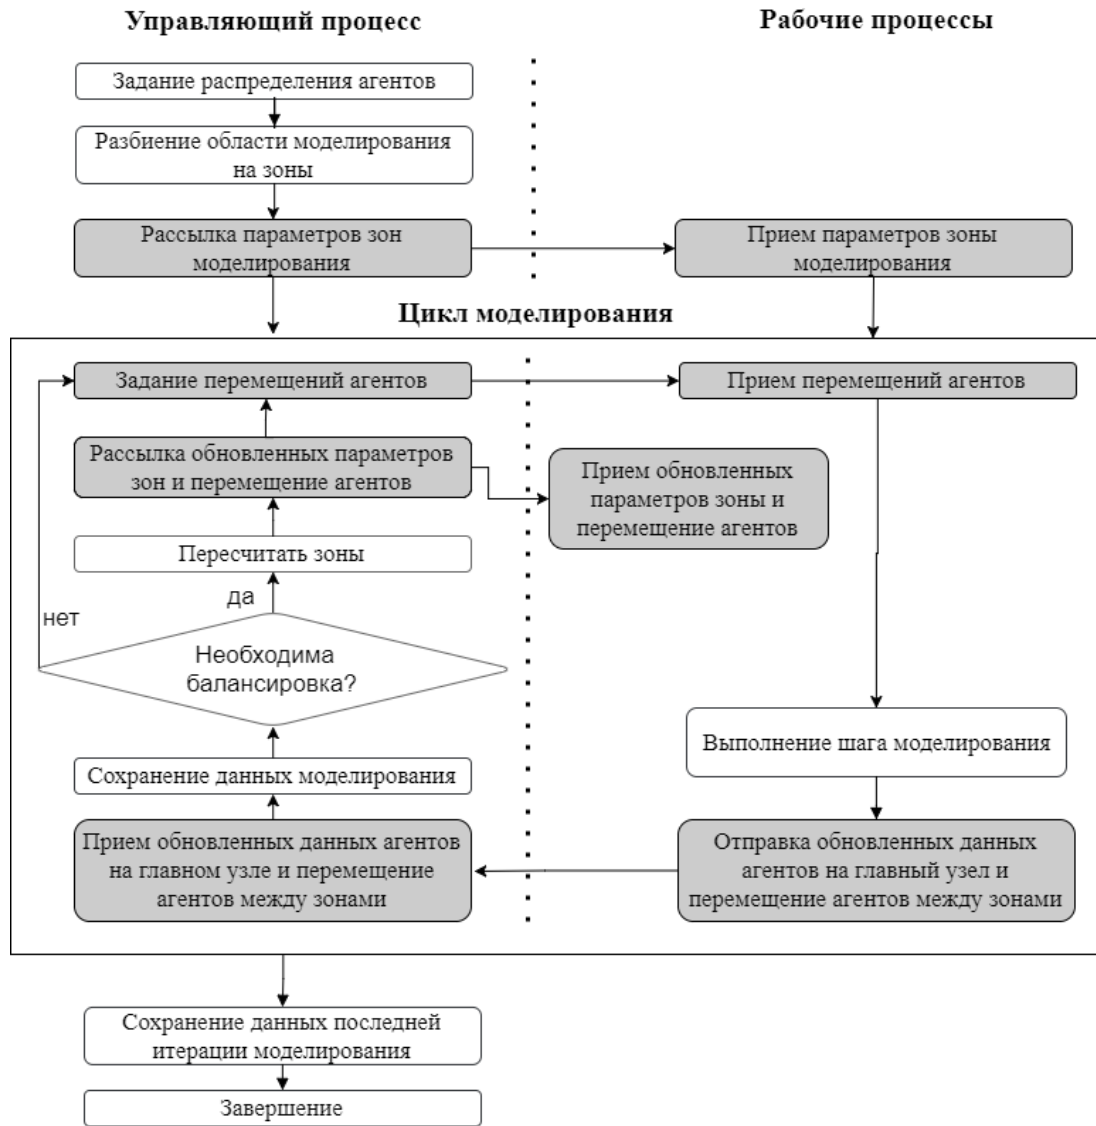 Управляющий процесс
Рабочие процессы
Задание распределения агентов
Разбиение области моделирования
на зоны
Рассылка параметров зон
моделирования
Прием параметров зоны
моделирования
Цикл моделирования
Задание перемещений агентов
Прием перемещений агентов
Рассылка обновленных параметров
зон и перемещение агентов
Прием обновленных
параметров зоны и
перемещение агентов
Пересчитать зоны
да
нет
Необходима
балансировка?
Выполнение шага моделирования
Сохранение данных моделирования
Прием обновленных данных агентов
на главном узле и перемещение
агентов между зонами
Отправка обновленных данных
агентов на главный узел и
перемещение агентов между зонами
Сохранение данных последней
итерации моделирования
Завершение